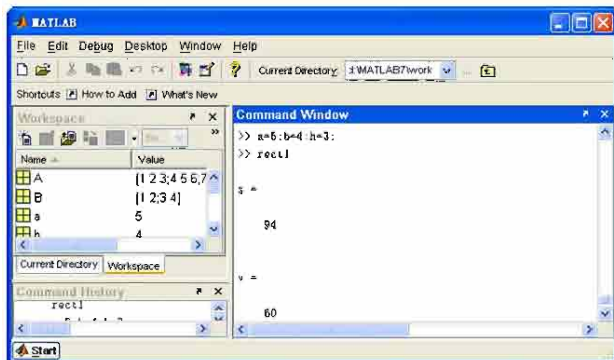 MATLAB
File Edit Debug Desktop Window Help
Current Directory: :\MATLAB7\work
Shortcuts How to Add What's New
Workspace
Name Value
A [1 2 3;4 5 6,7
B [1 2;3 4]
a 5
b 4
Current Directory Workspace
Command History
rect1
Start
Command Window
>> a=5;b=4;h=3;
>> rect1
s =
94
v =
60